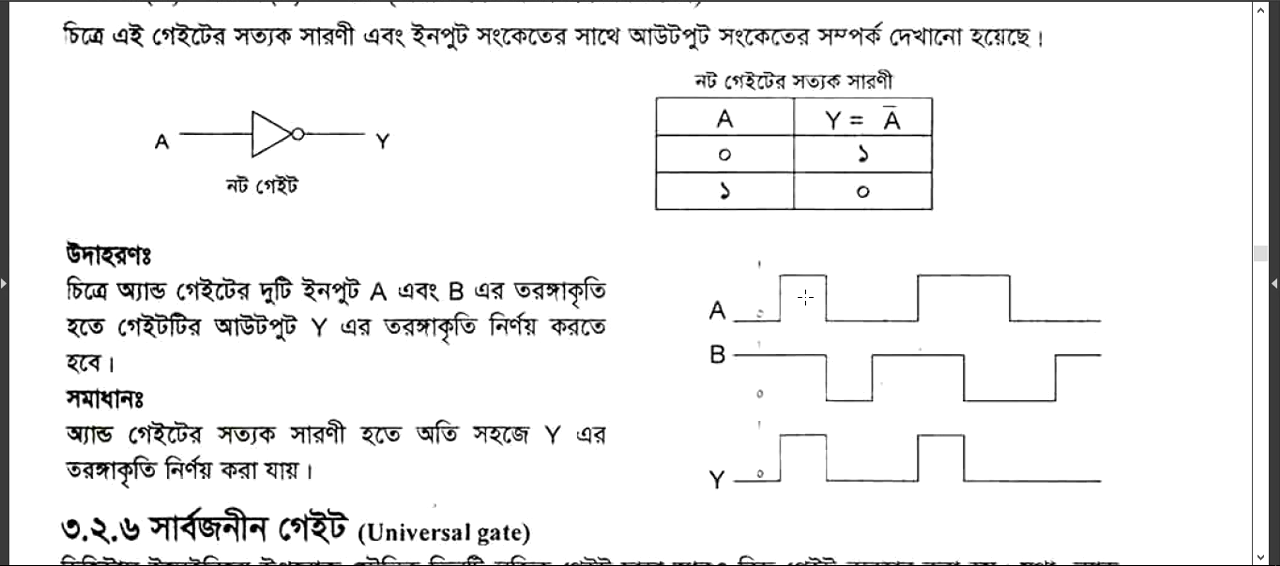 চিত্রে এই গেইটের সত্যক সারণী এবং ইনপুট সংকেতের সাথে আউটপুট সংকেতের সম্পর্ক দেখানো হয়েছে।
নট গেইটের সত্যক সারণী
A Y = A̅
০ ১
১ ০
A Y
নট গেইট
উদাহরণঃ
চিত্রে অ্যান্ড গেইটের দুটি ইনপুট A এবং B এর তরঙ্গাকৃতি
হতে গেইটটির আউটপুট Y এর তরঙ্গাকৃতি নির্ণয় করতে
হবে।
সমাধানঃ
অ্যান্ড গেইটের সত্যক সারণী হতে অতি সহজে Y এর
তরঙ্গাকৃতি নির্ণয় করা যায়।
A
B
Y
৩.২.৬ সার্বজনীন গেইট (Universal gate)